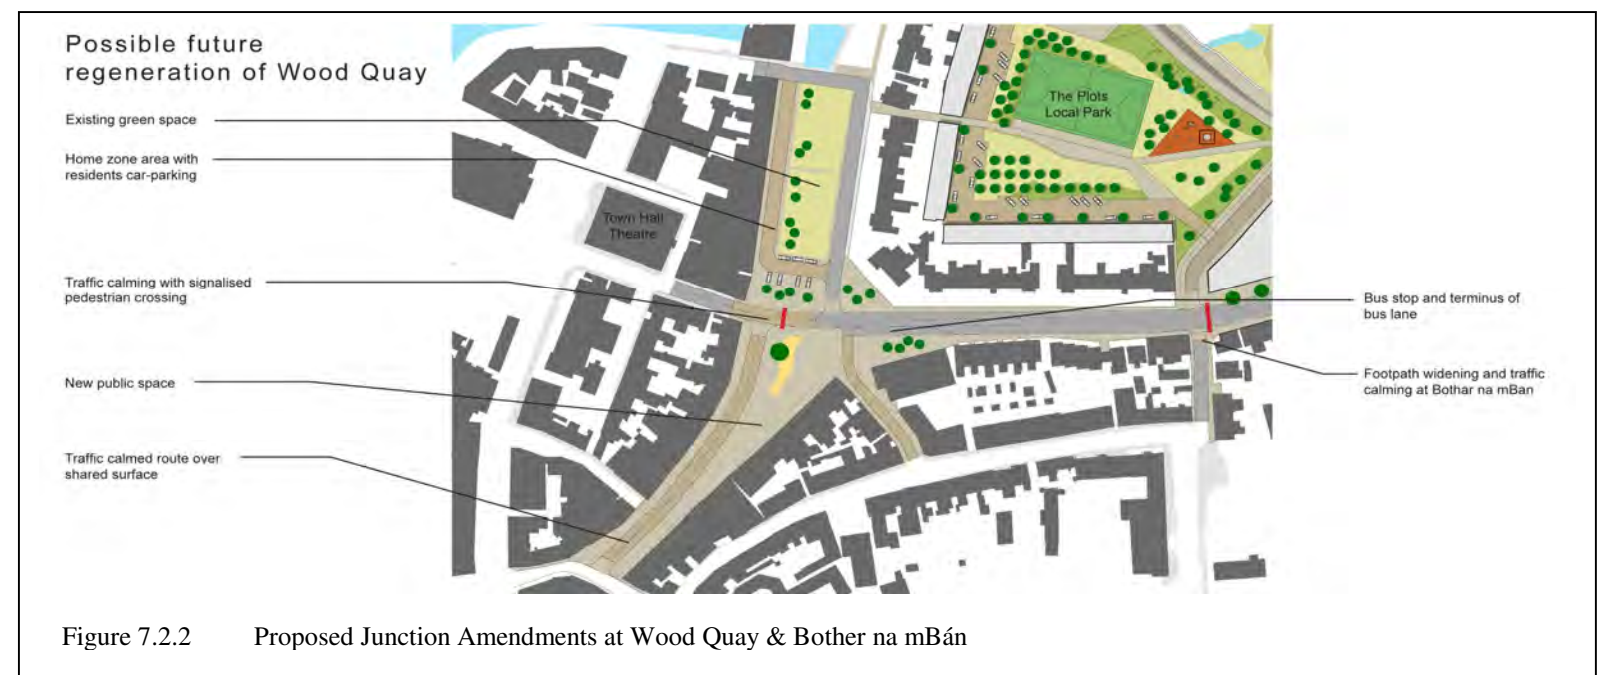 Possible future
regeneration of Wood Quay
Existing green space
Home zone area with
residents car-parking
Traffic calming with signalised
pedestrian crossing
New public space
Traffic calmed route over
shared surface
Town Hall
Theatre
The Plots
Local Park
Bus stop and terminus of
bus lane
Footpath widening and traffic
calming at Bothar na mBan
Figure 7.2.2 Proposed Junction Amendments at Wood Quay & Bother na mBán